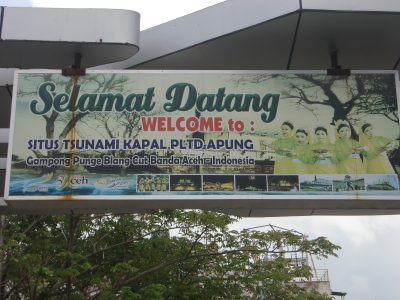 Selamat Datang
WELCOME to :
SITUS TSUNAMI KAPAL PLTD, APUNG
Gampong Punge Blang Cut Banda Aceh - Indonesia